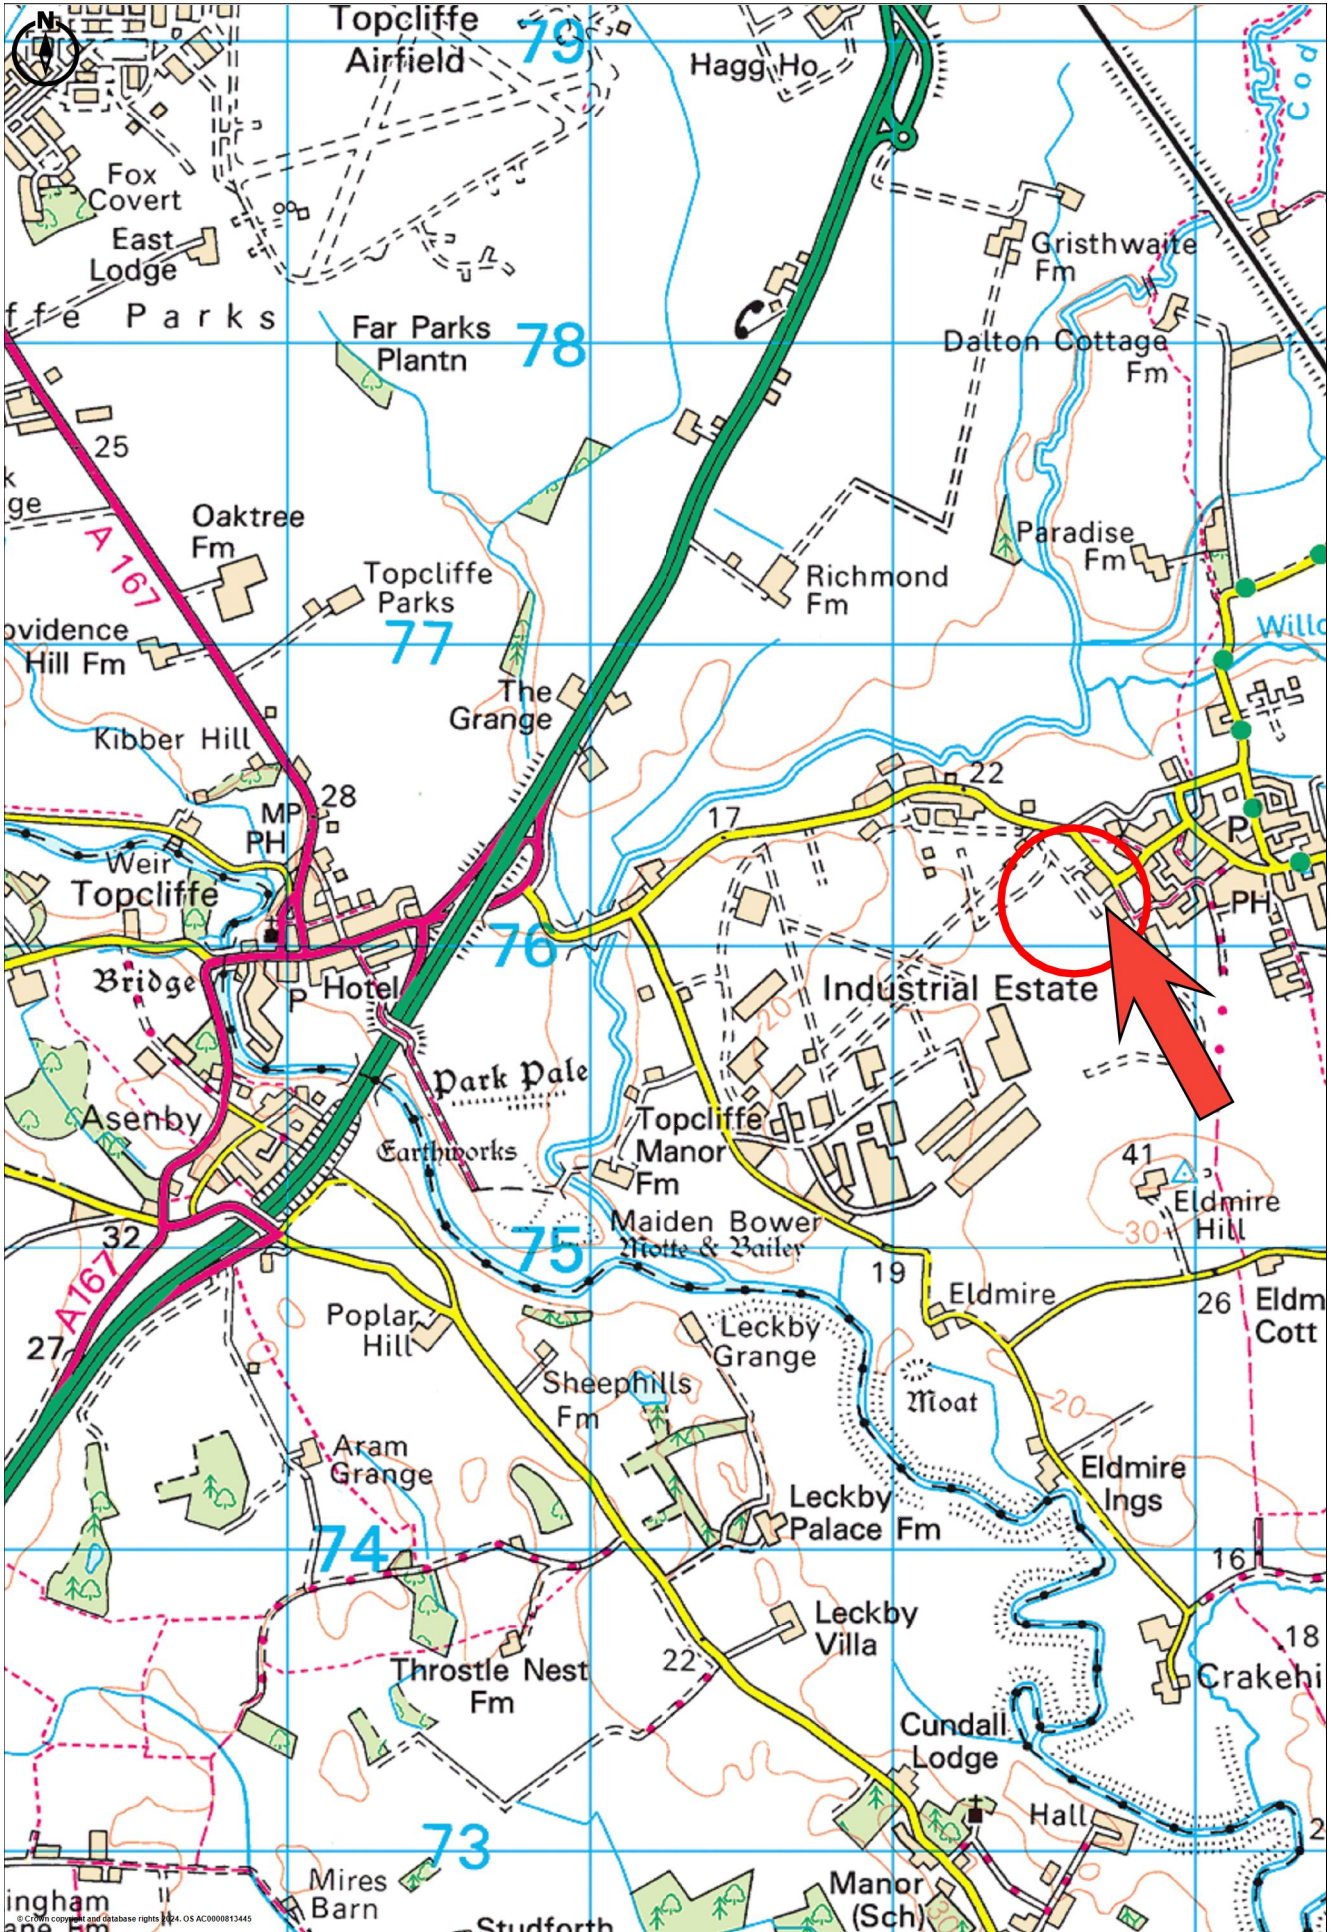 N
Topcliffe
Airfield
79
Hagg Ho
Cod
Fox
Covert
East
Lodge
Gristhwaite
Fm
ffe Parks
Far Parks
Plantn
78
Dalton Cottage
Fm
25
k
ge
A 167
Oaktree
Fm
Topcliffe
Parks
Richmond
Fm
Paradise
Fm
ovidence
Hill Fm
77
Willo
The
Grange
Kibber Hill
28
MP
PH
22
17
P
PH
Weir
Topcliffe
76
Bridge
P
Hotel
Industrial Estate
20
Park Pale
Asenby
Earthworks
Topcliffe
Manor
Fm
41
Eldmire
Hill
30
Maiden Bower
Motte & Bailey
75
32
A167
19
Eldmire
26
Eldm
Cott
27
Poplar
Hill
Leckby
Grange
Sheephills
Fm
Moat
20
Aram
Grange
Eldmire
Ings
Leckby
Palace Fm
74
16
Leckby
Villa
18
22
Throstle Nest
Fm
Crakehi
Cundall
Lodge
Hall
2
73
Mires
Barn
Manor
(Sch)
30
ingham
ane Fm
Studforth
© Crown copyright and database rights 2024. OS AC0000813445